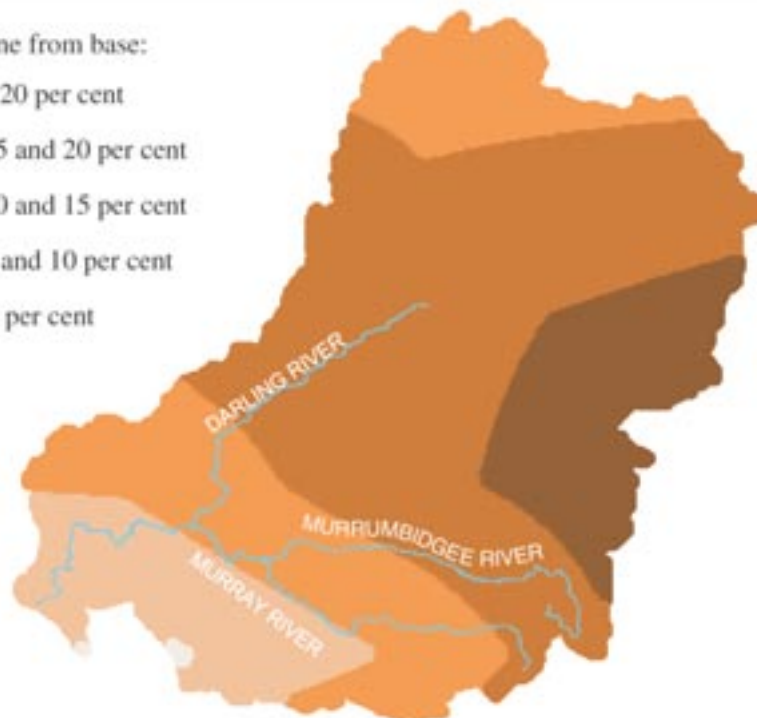 ne from base:
20 per cent
5 and 20 per cent
0 and 15 per cent
and 10 per cent
per cent
DARLING RIVER
MURRUMBIDGEE RIVER
MURRAY RIVER